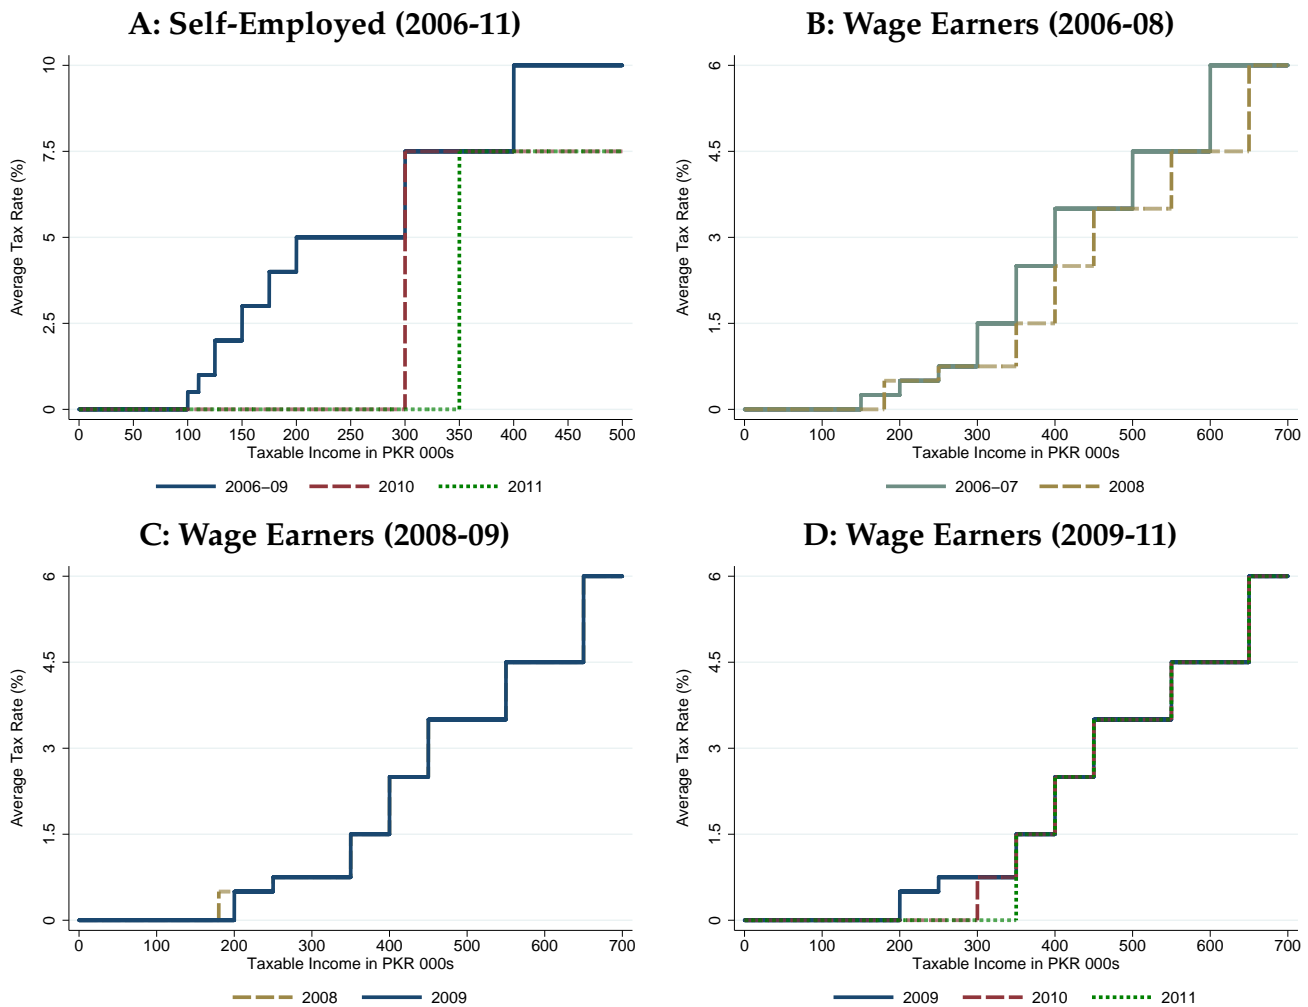 A: Self-Employed (2006-11)
Average Tax Rate (%)
10
7.5
5
2.5
0
0 50 100 150 200 250 300 350 400 450 500
Taxable Income in PKR 000s
2006–09 2010 2011
B: Wage Earners (2006-08)
Average Tax Rate (%)
6
4.5
3
1.5
0
0 100 200 300 400 500 600 700
Taxable Income in PKR 000s
2006–07 2008
C: Wage Earners (2008-09)
Average Tax Rate (%)
6
4.5
3
1.5
0
0 100 200 300 400 500 600 700
Taxable Income in PKR 000s
2008 2009
D: Wage Earners (2009-11)
Average Tax Rate (%)
6
4.5
3
1.5
0
0 100 200 300 400 500 600 700
Taxable Income in PKR 000s
2009 2010 2011